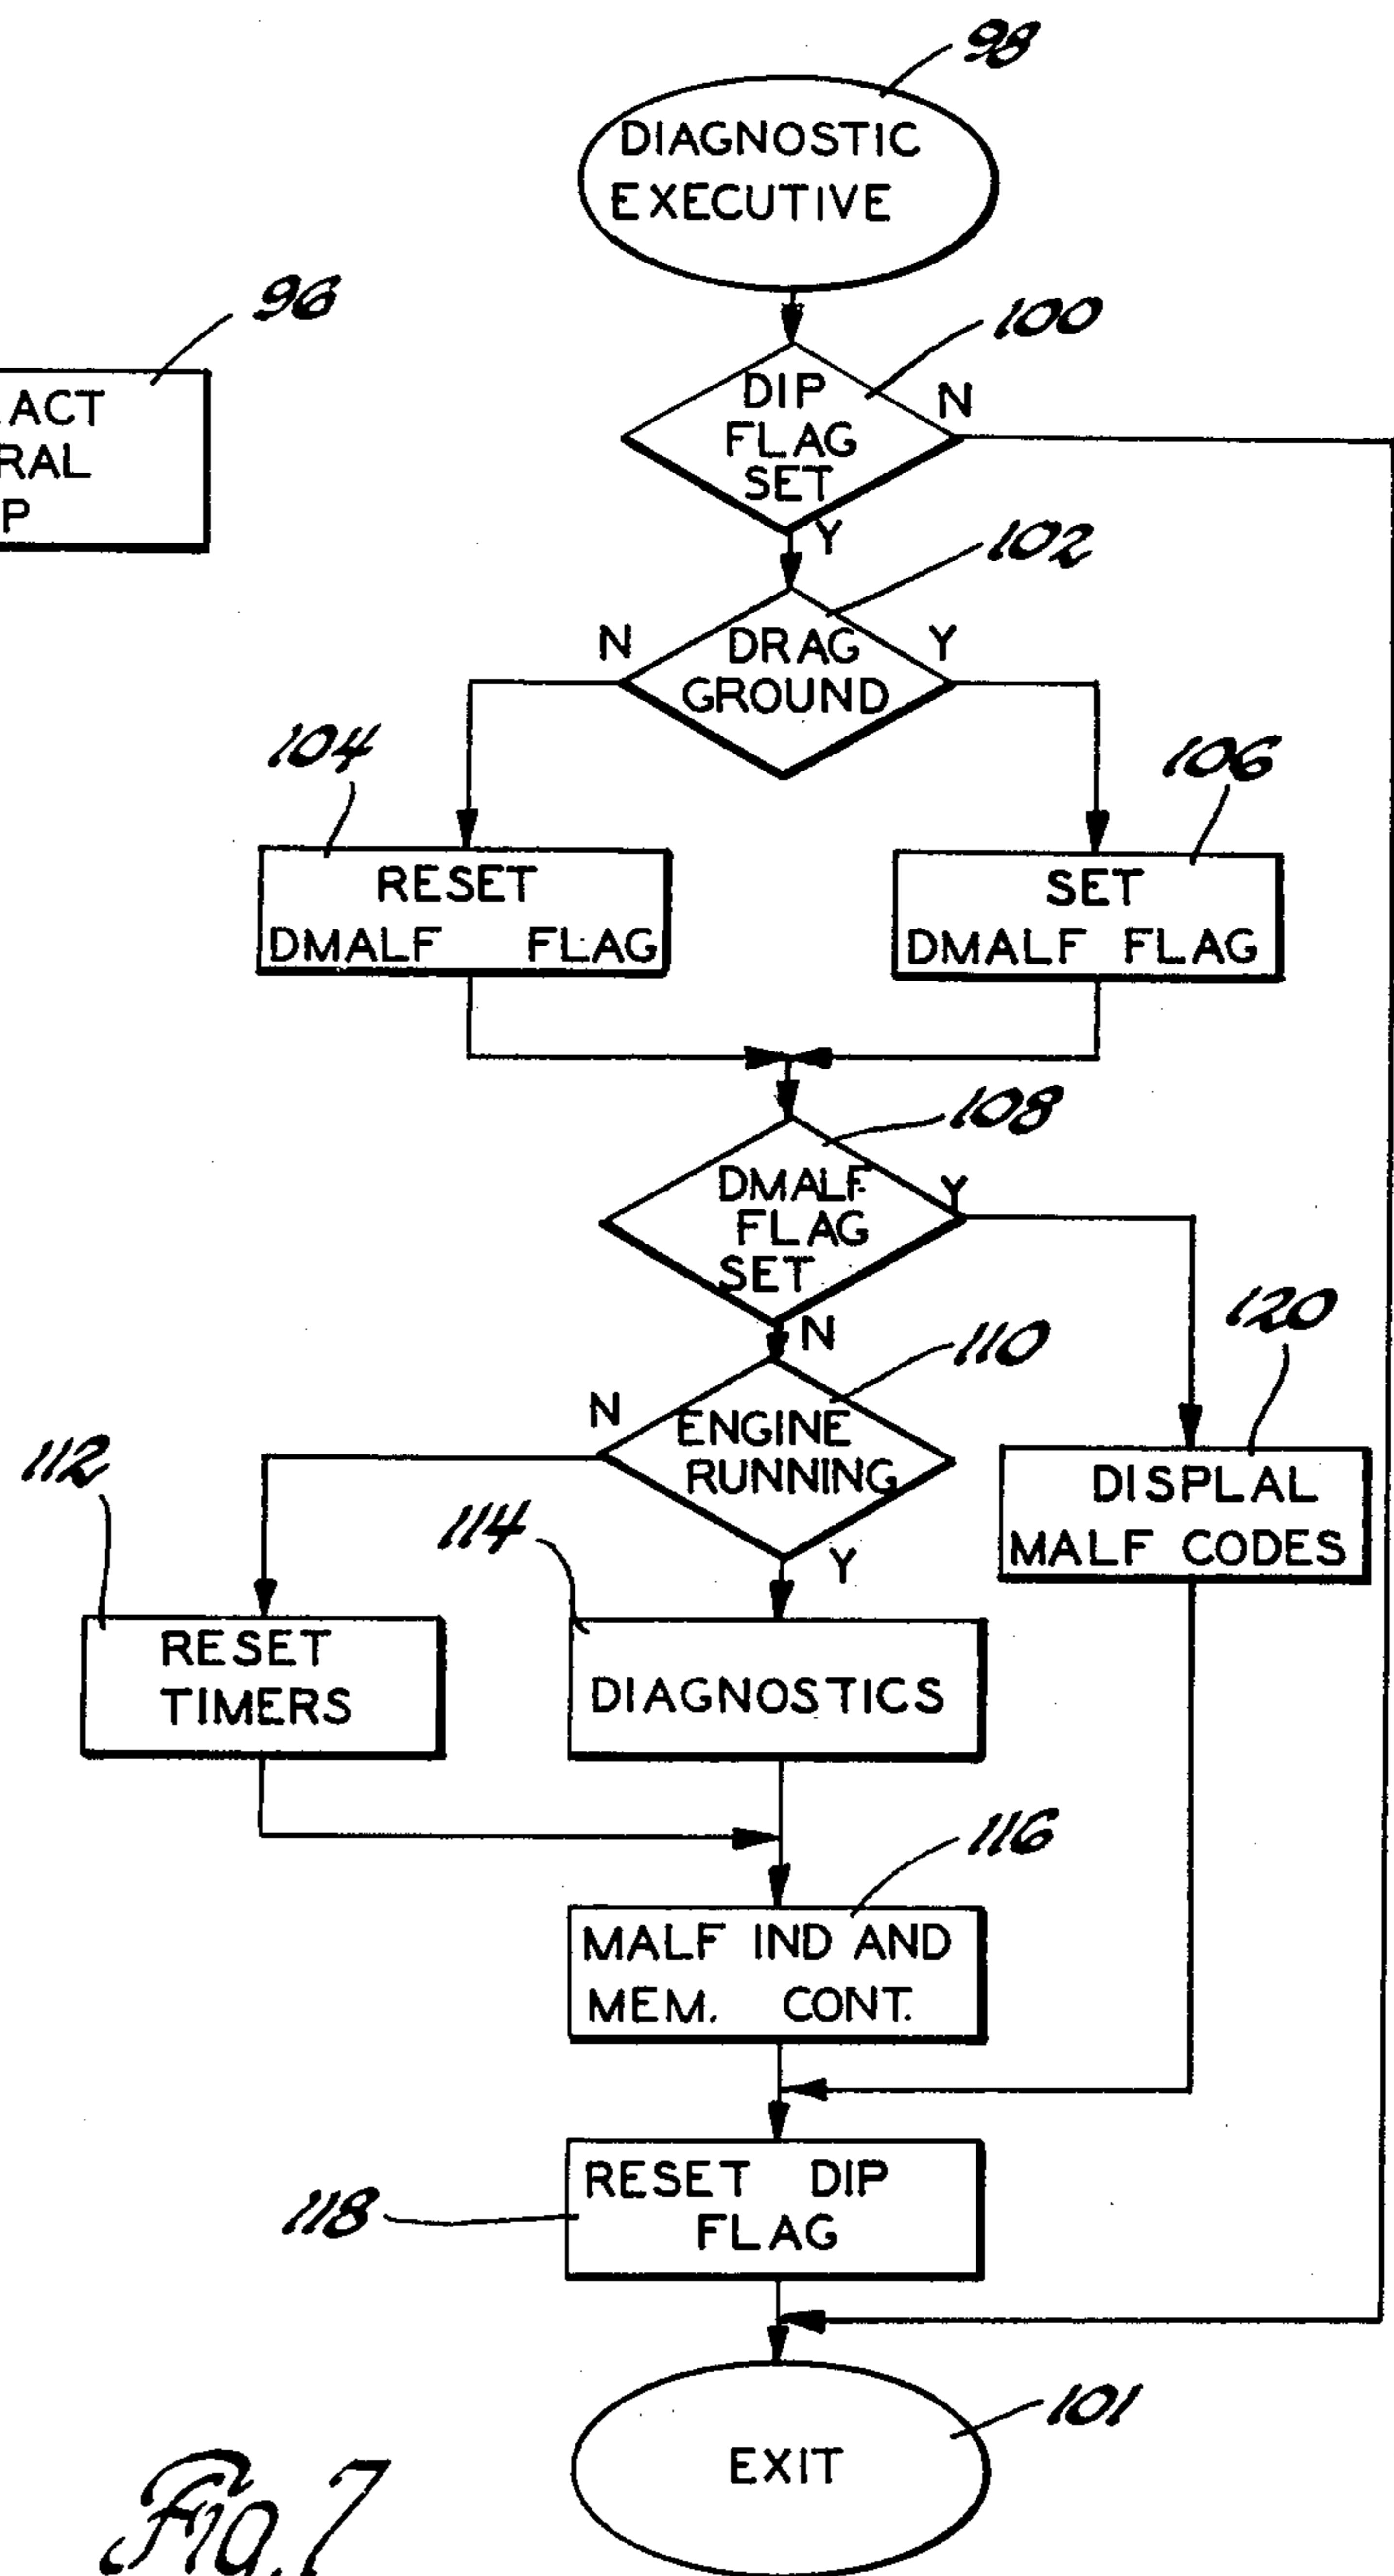 98
DIAGNOSTIC
EXECUTIVE
96
ACT
RAL
P
100
DIP
FLAG
SET
N
Y
102
DRAG
GROUND
N
Y
104
RESET
DMALF FLAG
106
SET
DMALF FLAG
108
DMALF
FLAG
SET
Y
N
110
ENGINE
RUNNING
N
Y
120
DISPLAL
MALF CODES
112
RESET
TIMERS
114
DIAGNOSTICS
116
MALF IND AND
MEM. CONT.
118
RESET DIP
FLAG
101
EXIT
Fig. 7